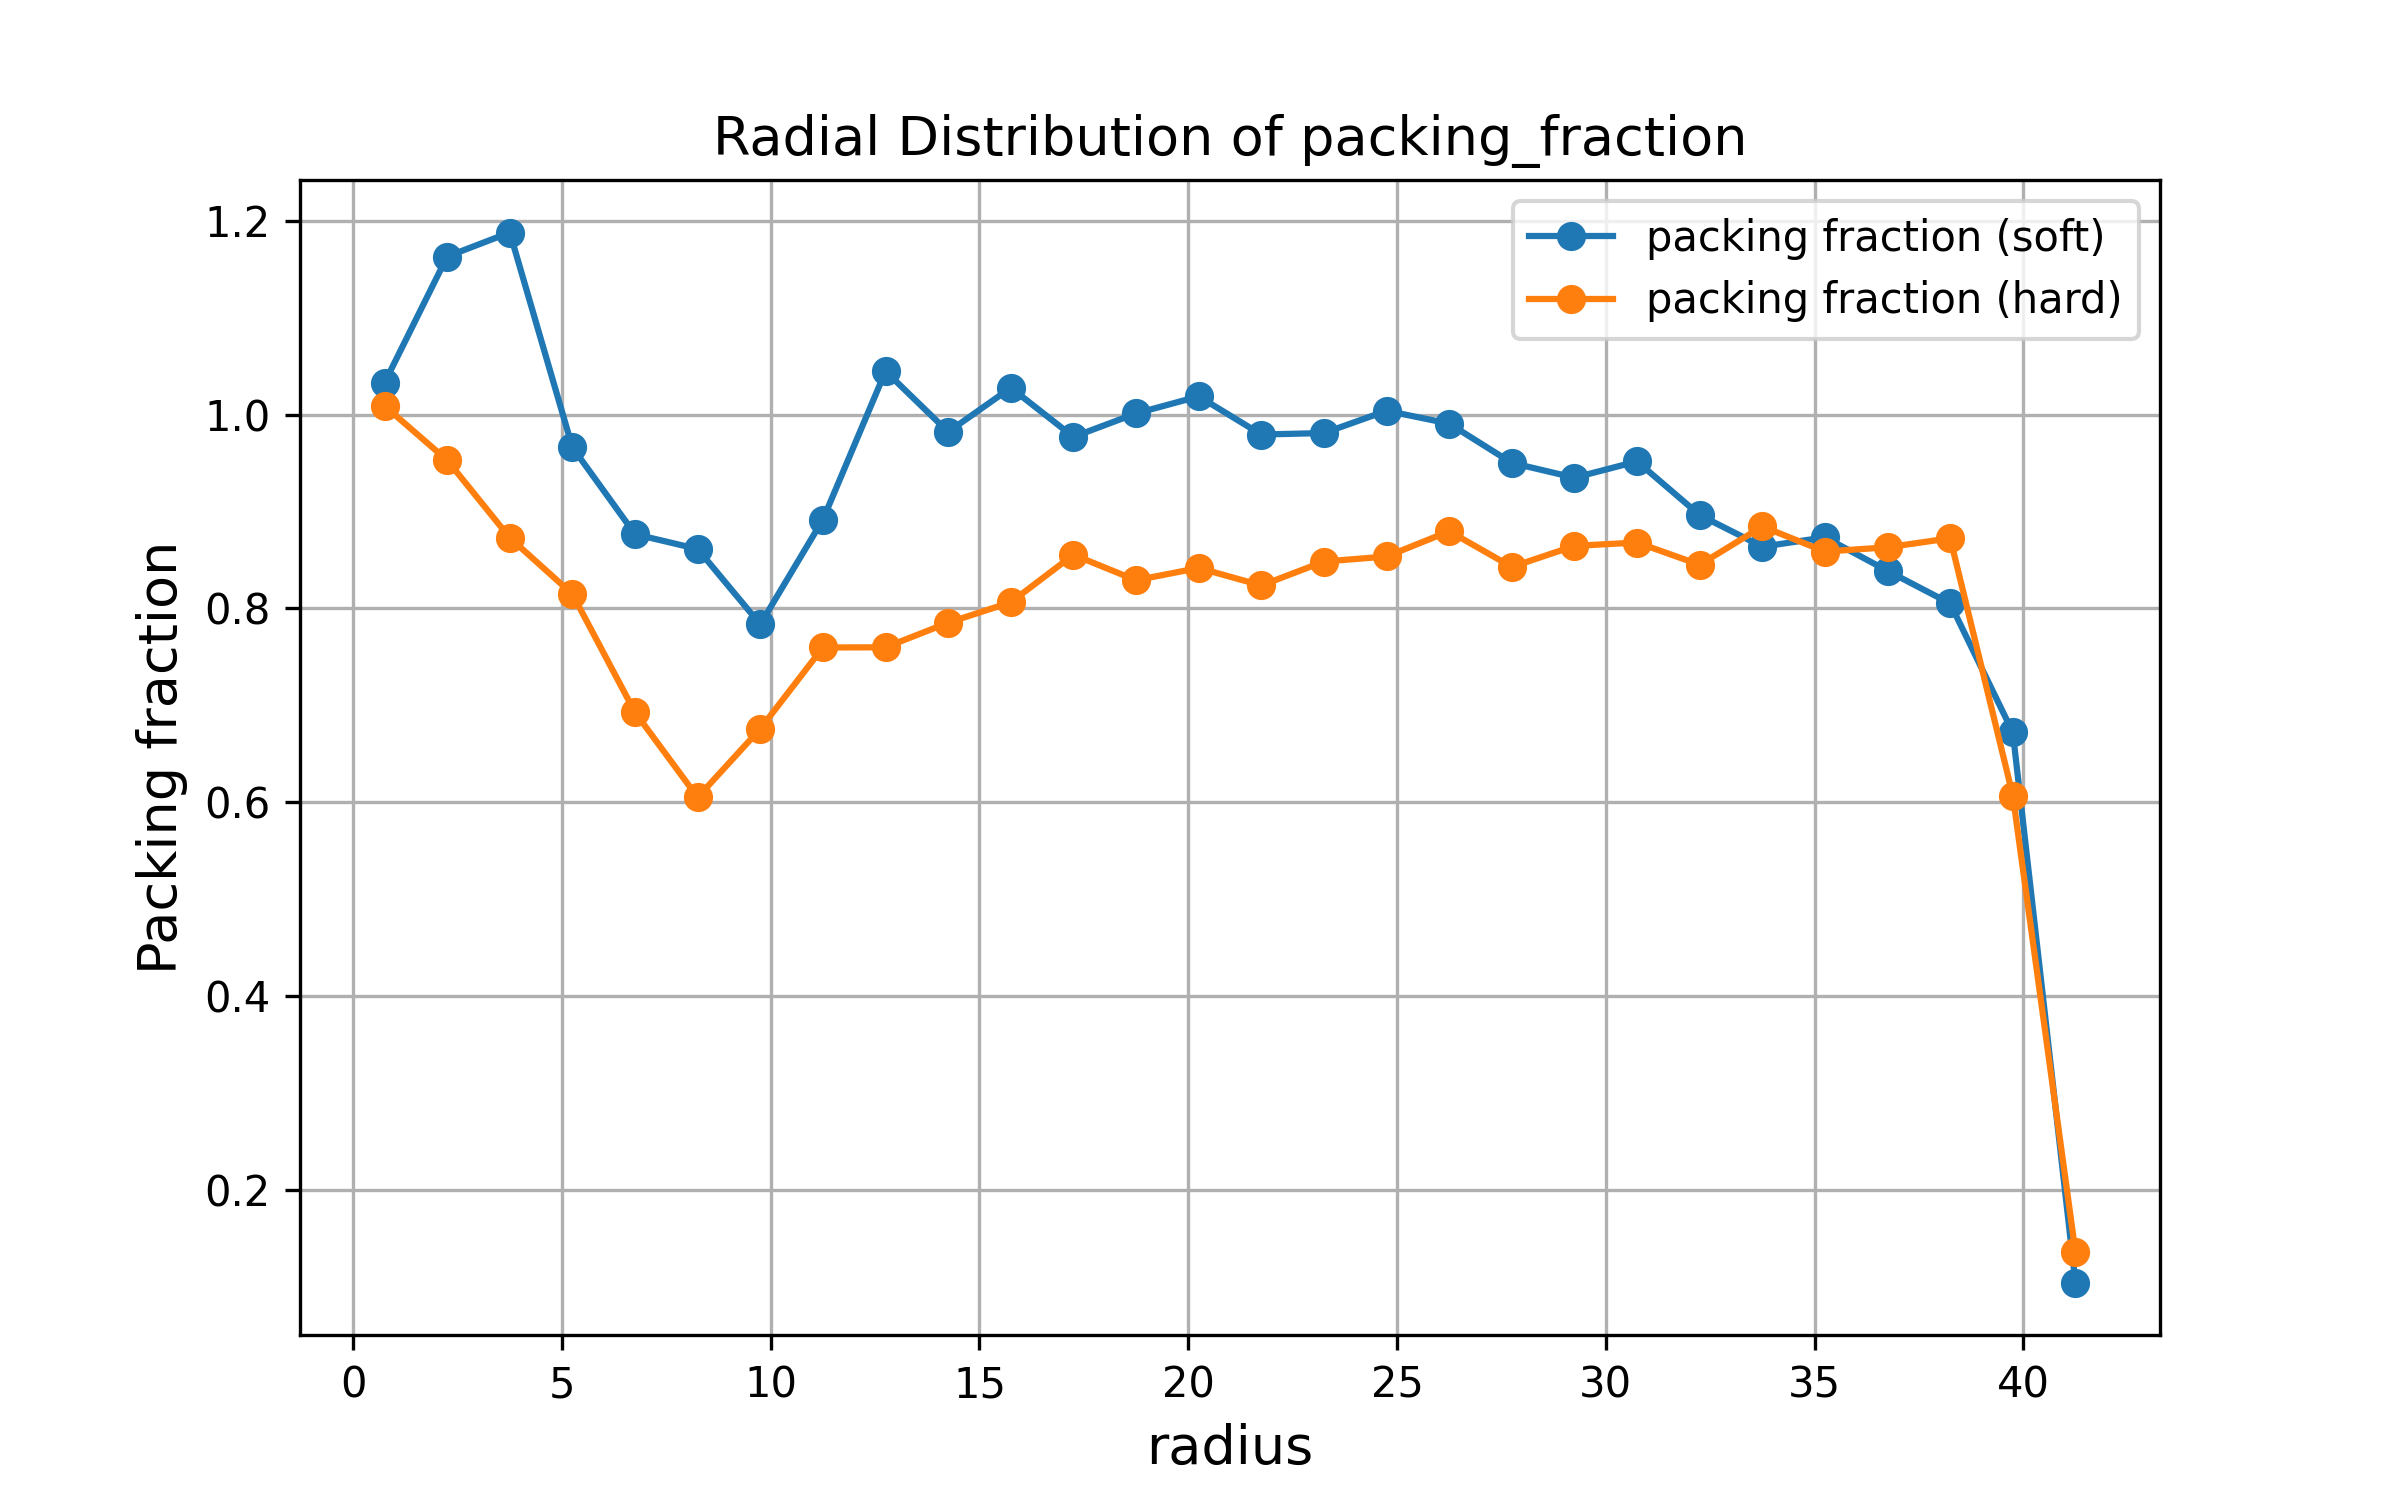 Radial Distribution of packing_fraction
packing fraction (soft)
packing fraction (hard)
Packing fraction
1.2
1.0
0.8
0.6
0.4
0.2
0 5 10 15 20 25 30 35 40
radius